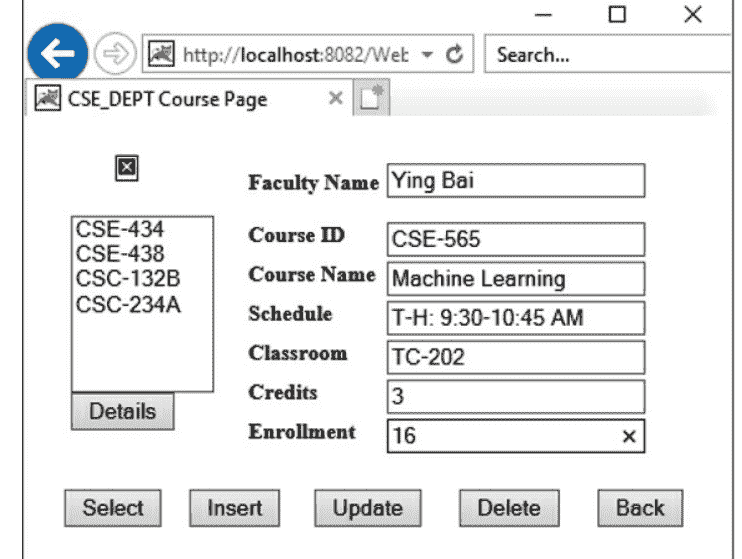 http://localhost:8082/Web
Search...
CSE_DEPT Course Page
Faculty Name Ying Bai
CSE-434
CSE-438
CSC-132B
CSC-234A
Details
Course ID CSE-565
Course Name Machine Learning
Schedule T-H: 9:30-10:45 AM
Classroom TC-202
Credits 3
Enrollment 16
Select Insert Update Delete Back